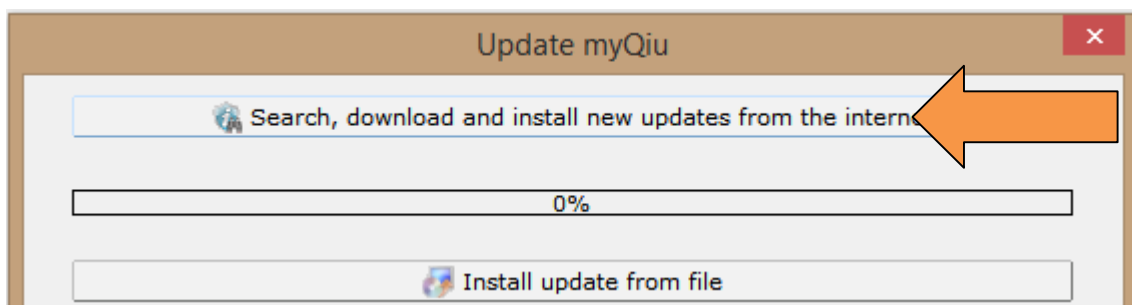 Update myQiu
Search, download and install new updates from the
0%
Install update from file